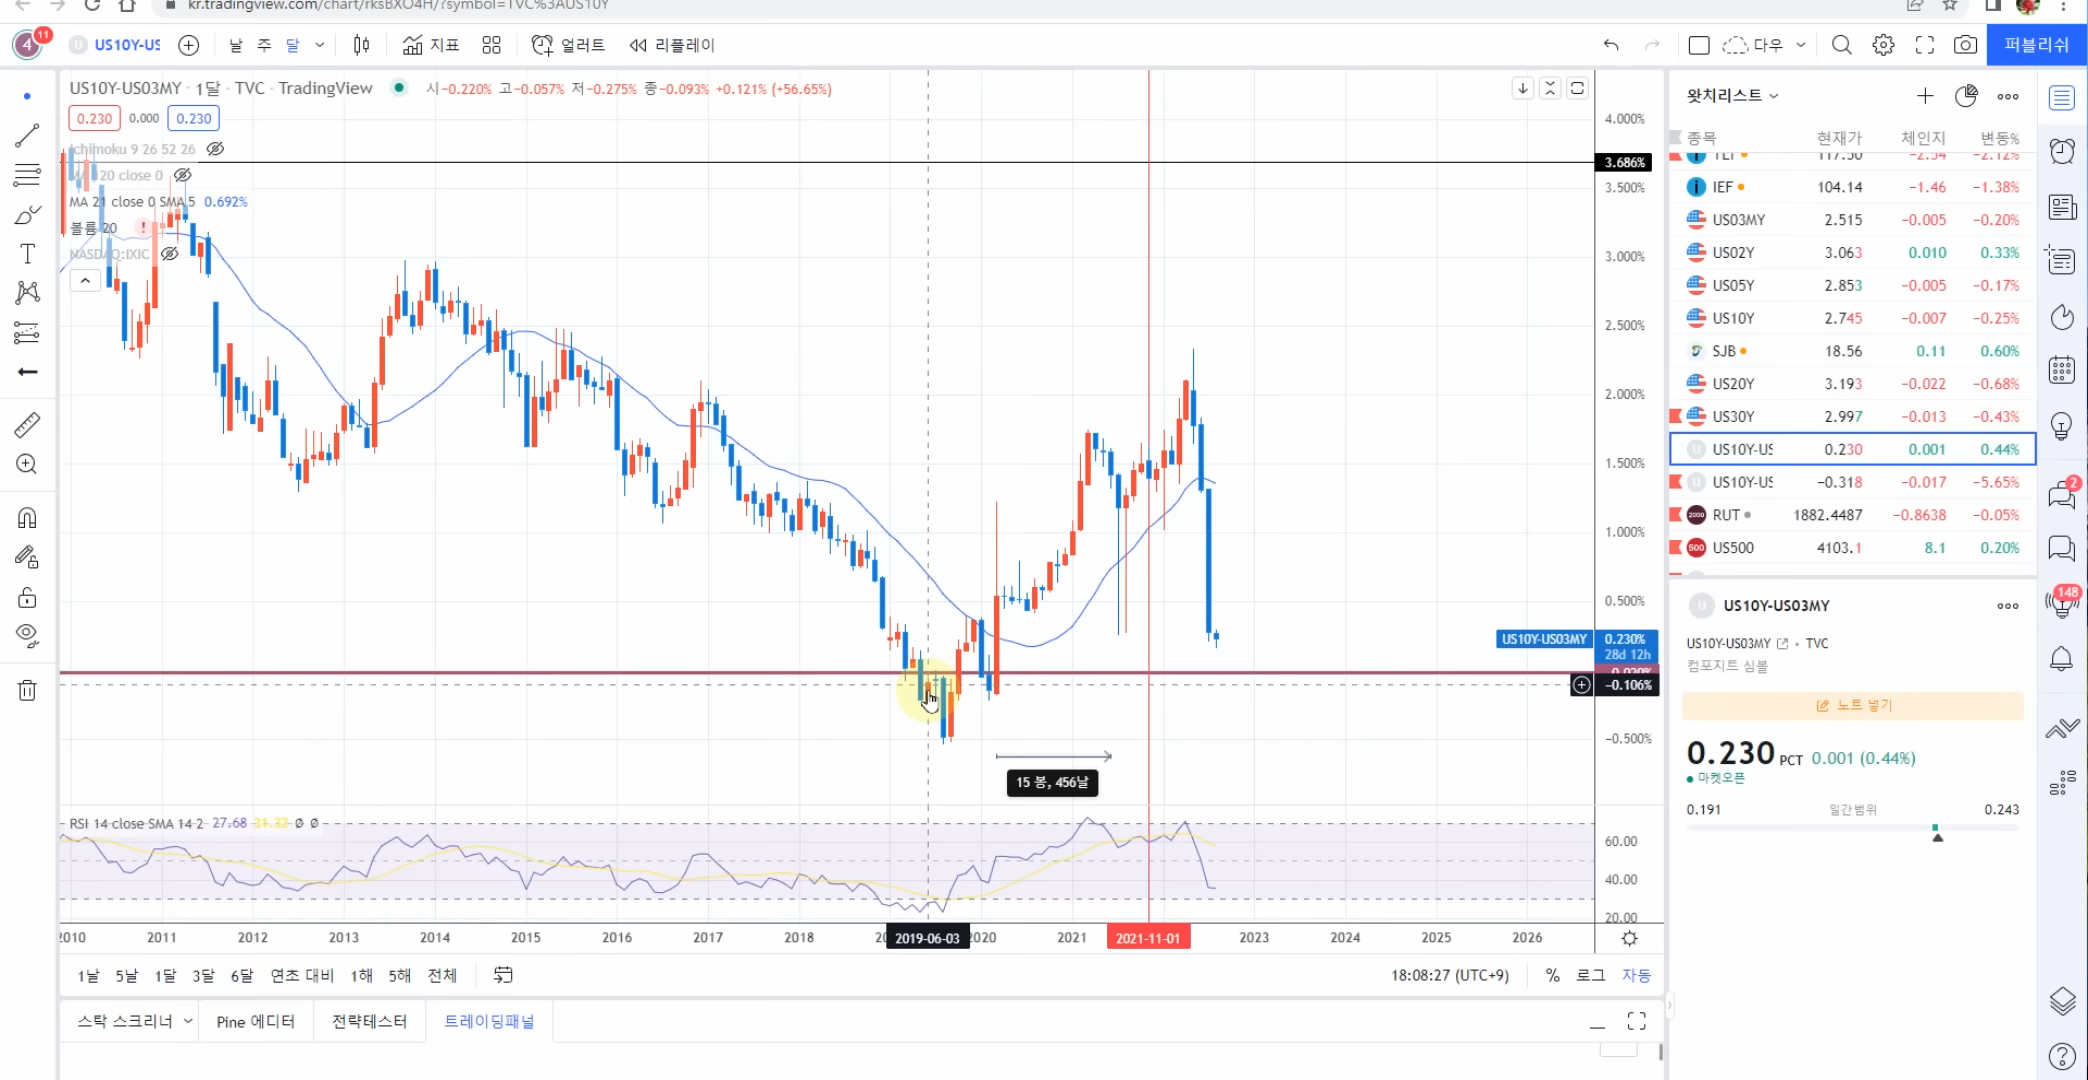 kr.tradingview.com/chart/rksBXO4H/?symbol=TVC%3AUS10Y
4 11 US10Y-US 날 주 달 지표 얼러트 리플레이 다우 퍼블리쉬
US10Y-US03MY · 1달 · TVC · TradingView 시-0.220% 고-0.057% 저-0.275% 종-0.093% +0.121% (+56.65%)
0.230 0.000 0.230
Ichimoku 9 26 52 26
MA 120 close 0
MA 21 close 0 SMA 5 0.692%
볼륨 20 !
NASDAQ:IXIC
4.000%
3.686%
3.500%
3.000%
2.500%
2.000%
1.500%
1.000%
0.500%
US10Y-US03MY 0.230%
28d 12h
-0.106%
-0.500%
15 봉, 456날
RSI 14 close SMA 14 2 27.68 31.32 Ø Ø
60.00
40.00
20.00
2010 2011 2012 2013 2014 2015 2016 2017 2018 2019-06-03 2020 2021 2021-11-01 2023 2024 2025 2026
1날 5날 1달 3달 6달 연초 대비 1해 5해 전체 18:08:27 (UTC+9) % 로그 자동
스탁 스크리너 Pine 에디터 전략테스터 트레이딩패널
왓치리스트
종목 현재가 체인지 변동%
TLT 117.50 -2.54 -2.12%
IEF 104.14 -1.46 -1.38%
US03MY 2.515 -0.005 -0.20%
US02Y 3.063 0.010 0.33%
US05Y 2.853 -0.005 -0.17%
US10Y 2.745 -0.007 -0.25%
SJB 18.56 0.11 0.60%
US20Y 3.193 -0.022 -0.68%
US30Y 2.997 -0.013 -0.43%
US10Y-US 0.230 0.001 0.44%
US10Y-US -0.318 -0.017 -5.65%
2000 RUT 1882.4487 -0.8638 -0.05%
500 US500 4103.1 8.1 0.20%
U US10Y-US03MY
US10Y-US03MY · TVC
컴포지트 심볼
노트 넣기
0.230 PCT 0.001 (0.44%)
마켓오픈
0.191 일간범위 0.243
2
148